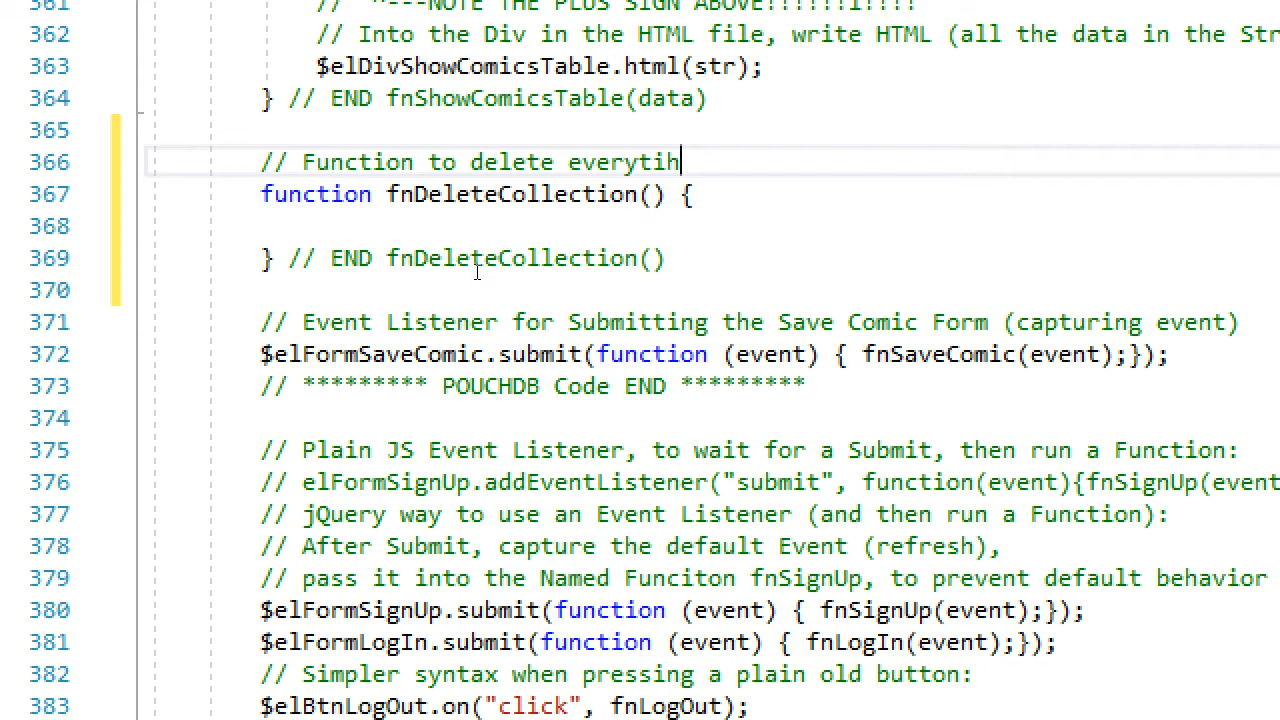 361 // ^---NOTE THE PLUS SIGN ABOVE!!!!!!1!!!!
362 // Into the Div in the HTML file, write HTML (all the data in the Str
363 $elDivShowComicsTable.html(str);
364 } // END fnShowComicsTable(data)
365
366 // Function to delete everytih
367 function fnDeleteCollection() {
368
369 } // END fnDeleteCollection()
370
371 // Event Listener for Submitting the Save Comic Form (capturing event)
372 $elFormSaveComic.submit(function (event) { fnSaveComic(event);});
373 // ********* POUCHDB Code END *********
374
375 // Plain JS Event Listener, to wait for a Submit, then run a Function:
376 // elFormSignUp.addEventListener("submit", function(event){fnSignUp(event
377 // jQuery way to use an Event Listener (and then run a Function):
378 // After Submit, capture the default Event (refresh),
379 // pass it into the Named Funciton fnSignUp, to prevent default behavior
380 $elFormSignUp.submit(function (event) { fnSignUp(event);});
381 $elFormLogIn.submit(function (event) { fnLogIn(event);});
382 // Simpler syntax when pressing a plain old button:
383 $elBtnLogOut.on("click", fnLogOut);